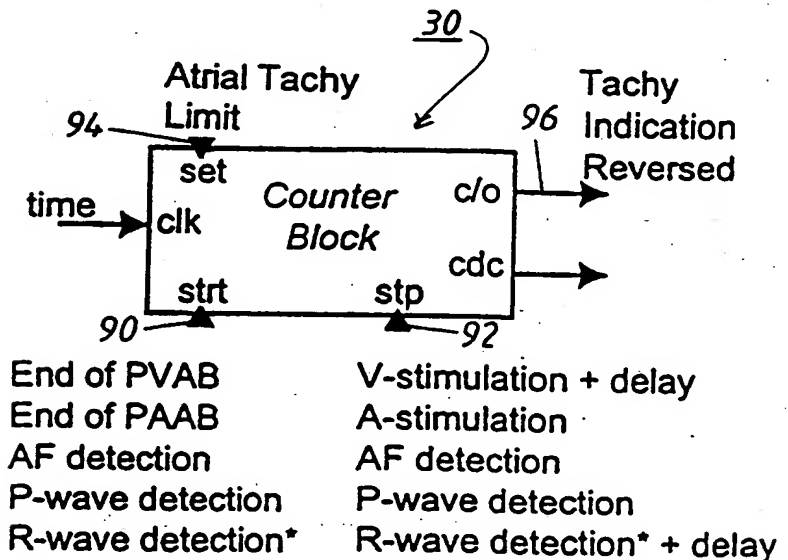 30
Atrial Tachy
Limit
94
96
Tachy
Indication
Reversed
set
time
clk
Counter
Block
c/o
cdc
strt
stp
90
92
End of PVAB
V-stimulation + delay
End of PAAB
A-stimulation
AF detection
AF detection
P-wave detection
P-wave detection
R-wave detection*
R-wave detection* + delay